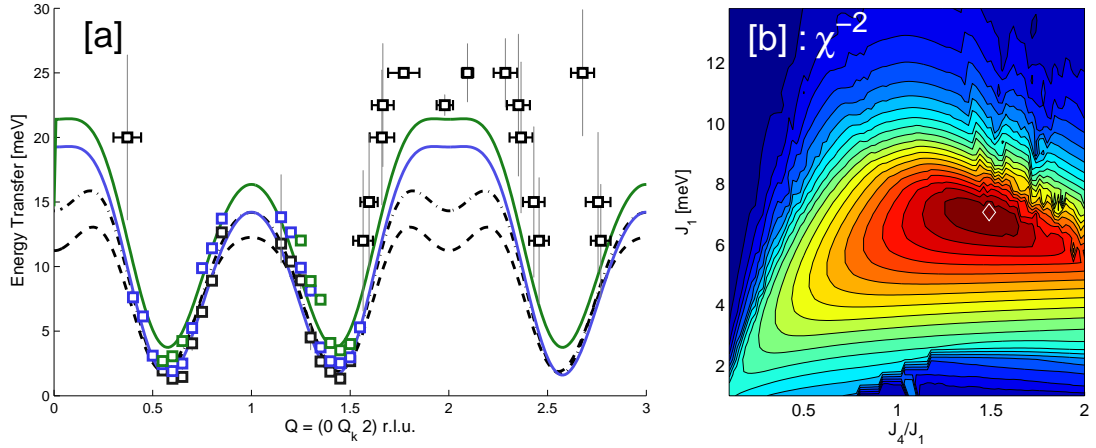 [a]
30
25
20
15
10
5
0
Energy Transfer [meV]
0 0.5 1 1.5 2 2.5 3
Q = (0 Q_k 2) r.l.u.
[b] : χ^-2
12
10
8
6
4
2
J_1 [meV]
0.5 1 1.5 2
J_4/J_1